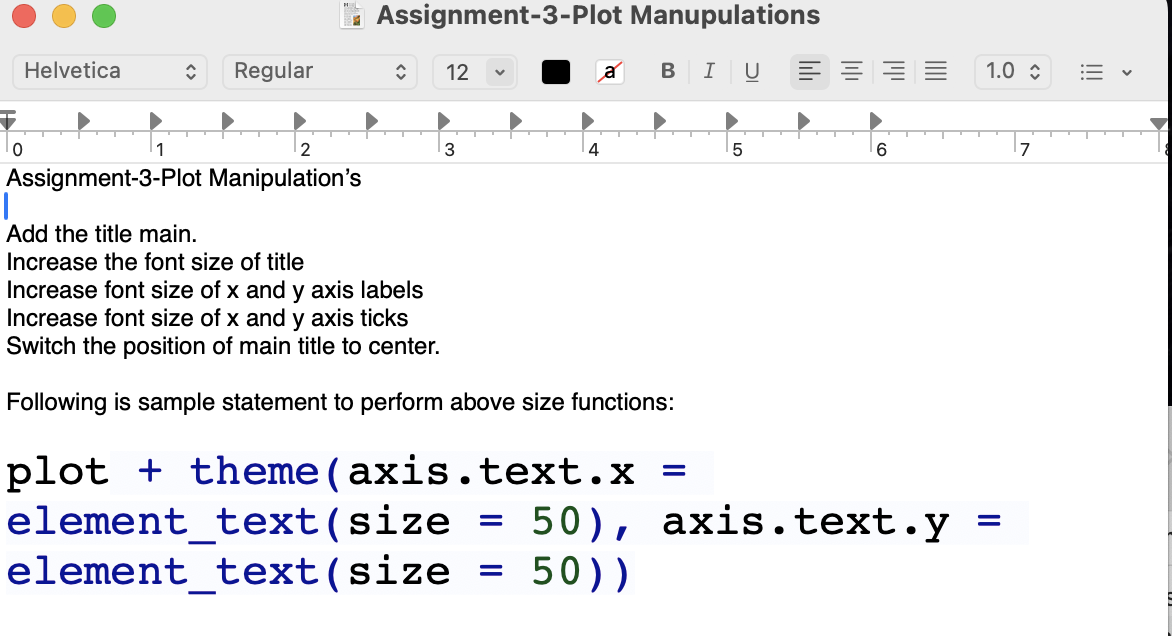 Assignment-3-Plot Manupulations
Helvetica Regular 12 a B I U 1.0
0 1 2 3 4 5 6 7 8
Assignment-3-Plot Manipulation’s
Add the title main.
Increase the font size of title
Increase font size of x and y axis labels
Increase font size of x and y axis ticks
Switch the position of main title to center.
Following is sample statement to perform above size functions:
plot + theme(axis.text.x =
element_text(size = 50), axis.text.y =
element_text(size = 50))